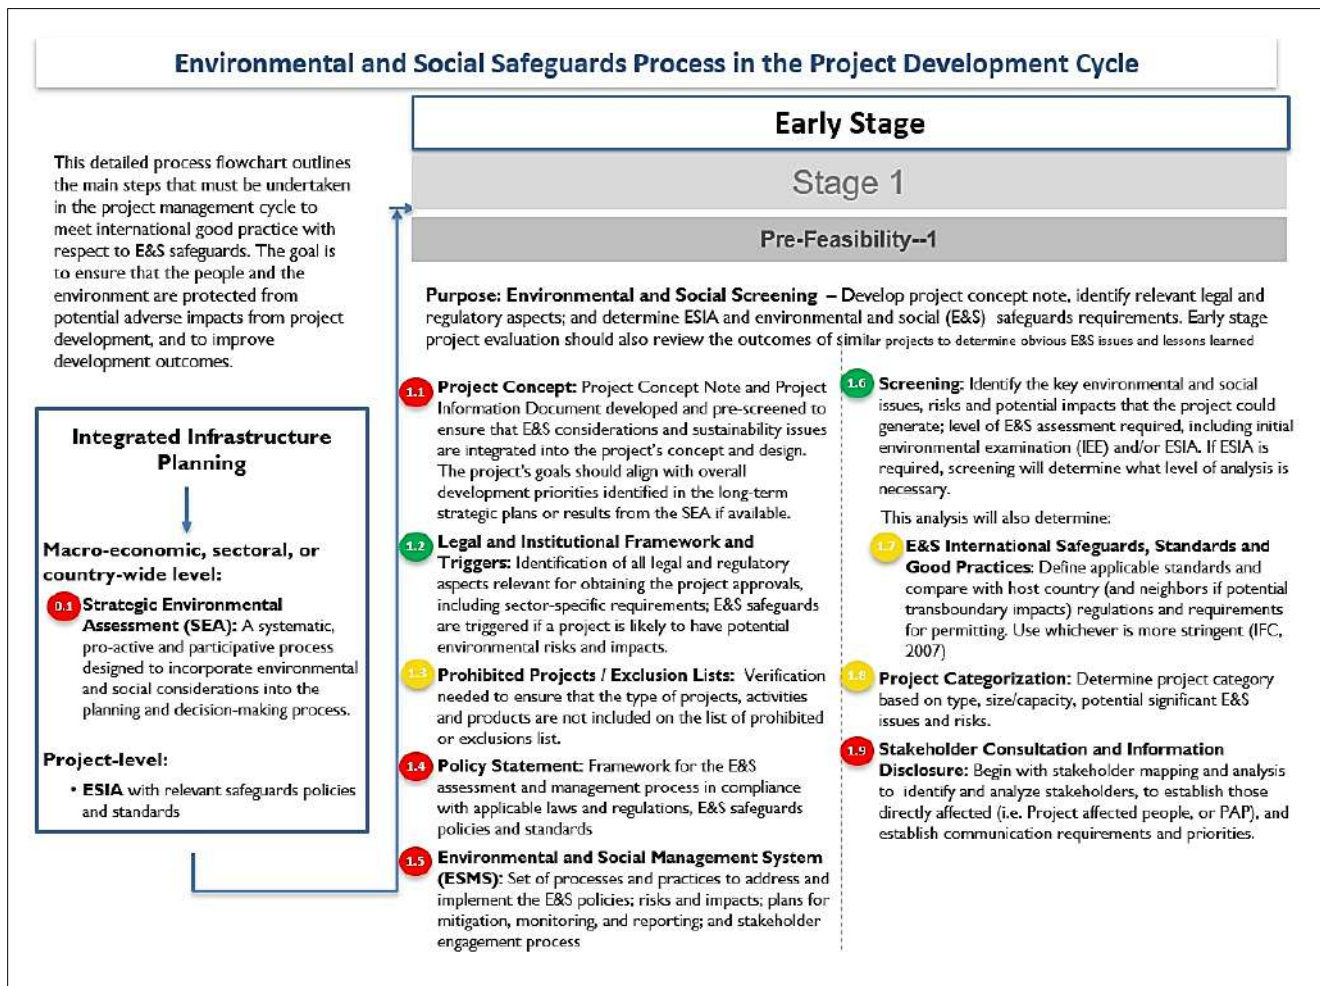 Environmental and Social Safeguards Process in the Project Development Cycle
This detailed process flowchart outlines
the main steps that must be undertaken
in the project management cycle to
meet international good practice with
respect to E&S safeguards. The goal is
to ensure that the people and the
environment are protected from
potential adverse impacts from project
development, and to improve
development outcomes.
Integrated Infrastructure
Planning
Macro-economic, sectoral, or
country-wide level:
0.1 Strategic Environmental
Assessment (SEA): A systematic,
pro-active and participative process
designed to incorporate environmental
and social considerations into the
planning and decision-making process.
Project-level:
• ESIA with relevant safeguards policies
and standards
Early Stage
Stage 1
Pre-Feasibility--1
Purpose: Environmental and Social Screening – Develop project concept note, identify relevant legal and
regulatory aspects; and determine ESIA and environmental and social (E&S) safeguards requirements. Early stage
project evaluation should also review the outcomes of similar projects to determine obvious E&S issues and lessons learned
1.1 Project Concept: Project Concept Note and Project
Information Document developed and pre-screened to
ensure that E&S considerations and sustainability issues
are integrated into the project's concept and design.
The project's goals should align with overall
development priorities identified in the long-term
strategic plans or results from the SEA if available.
1.2 Legal and Institutional Framework and
Triggers: Identification of all legal and regulatory
aspects relevant for obtaining the project approvals,
including sector-specific requirements; E&S safeguards
are triggered if a project is likely to have potential
environmental risks and impacts.
1.3 Prohibited Projects / Exclusion Lists: Verification
needed to ensure that the type of projects, activities
and products are not included on the list of prohibited
or exclusions list.
1.4 Policy Statement: Framework for the E&S
assessment and management process in compliance
with applicable laws and regulations, E&S safeguards
policies and standards
1.5 Environmental and Social Management System
(ESMS): Set of processes and practices to address and
implement the E&S policies; risks and impacts; plans for
mitigation, monitoring, and reporting; and stakeholder
engagement process
1.6 Screening: Identify the key environmental and social
issues, risks and potential impacts that the project could
generate; level of E&S assessment required, including initial
environmental examination (IEE) and/or ESIA. If ESIA is
required, screening will determine what level of analysis is
necessary.
This analysis will also determine:
1.7 E&S International Safeguards, Standards and
Good Practices: Define applicable standards and
compare with host country (and neighbors if potential
transboundary impacts) regulations and requirements
for permitting. Use whichever is more stringent (IFC,
2007)
1.8 Project Categorization: Determine project category
based on type, size/capacity, potential significant E&S
issues and risks.
1.9 Stakeholder Consultation and Information
Disclosure: Begin with stakeholder mapping and analysis
to identify and analyze stakeholders, to establish those
directly affected (i.e. Project affected people, or PAP), and
establish communication requirements and priorities.